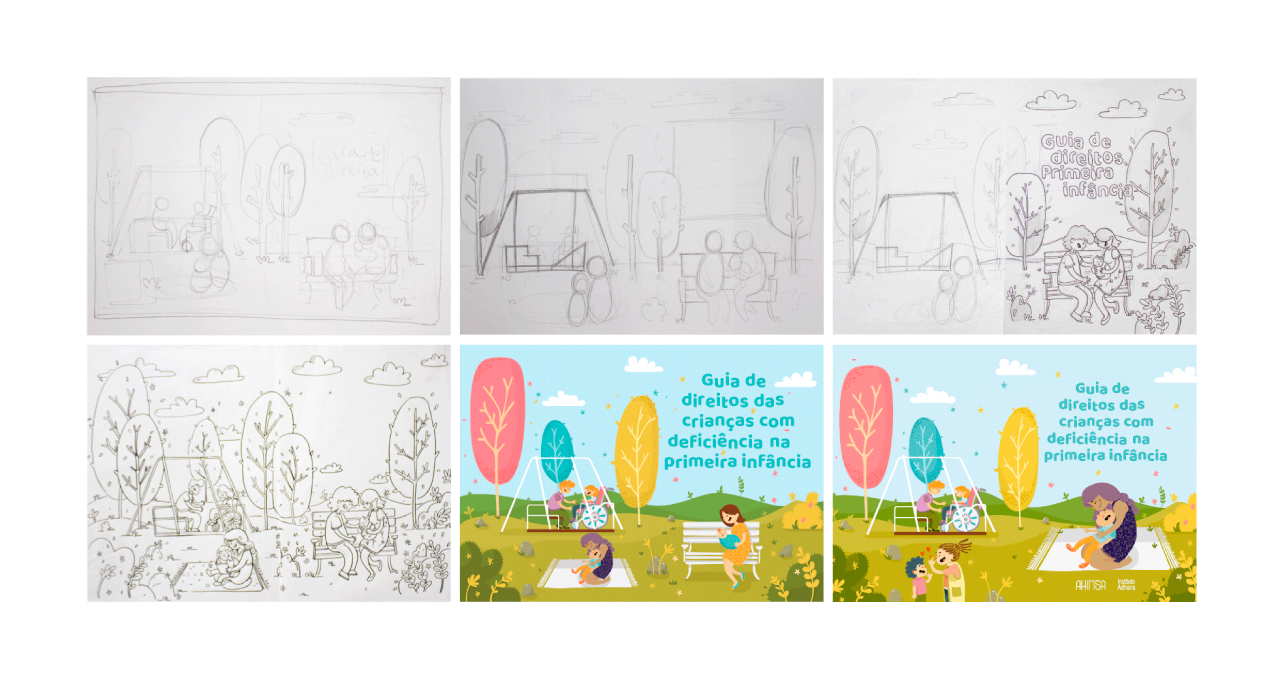 Guia de
direitos
Primeira
infância
Guia de
direitos das
crianças com
deficiência na
primeira infância
Guia de
direitos das
crianças com
deficiência na
primeira infância
AHIMSA
Instituto
Adhara